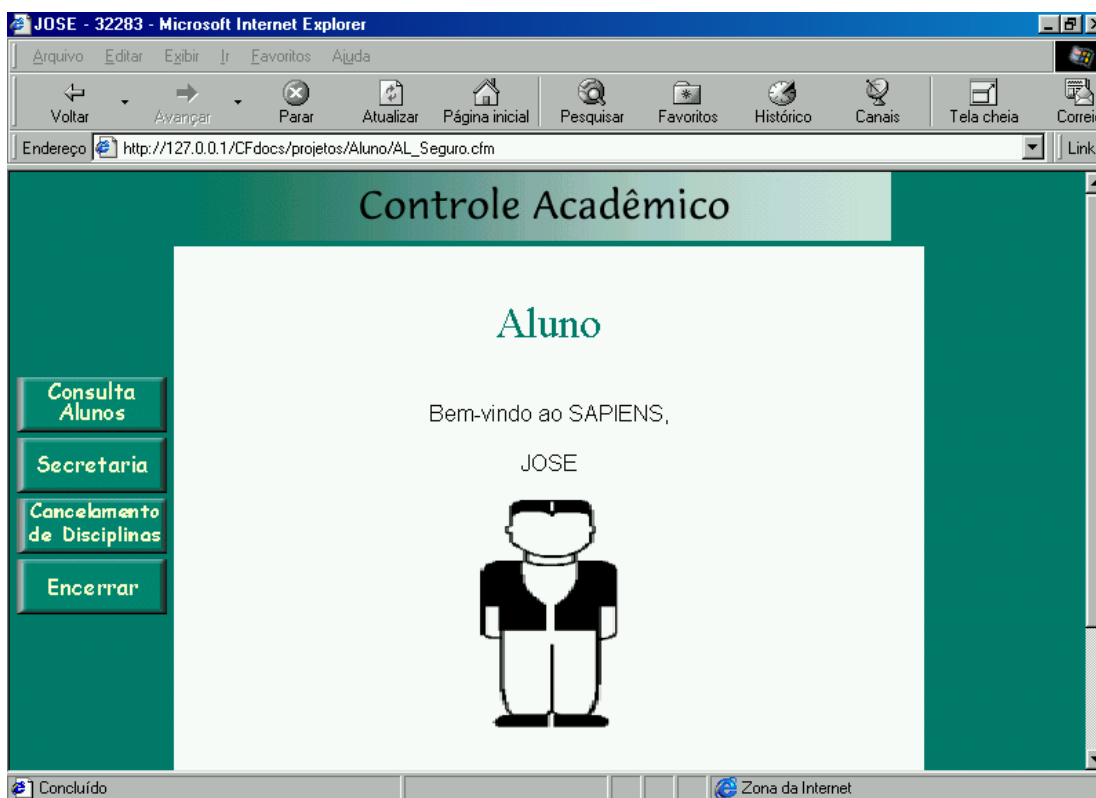 JOSE - 32283 - Microsoft Internet Explorer
Arquivo Editar Exibir Ir Favoritos Ajuda
Voltar Avançar Parar Atualizar Página inicial Pesquisar Favoritos Histórico Canais Tela cheia Correi
Endereço http://127.0.0.1/CFdocs/projetos/Aluno/AL_Seguro.cfm Link
Controle Acadêmico
Aluno
Consulta
Alunos
Bem-vindo ao SAPIENS,
Secretaria
JOSE
Cancelamento
de Disciplinas
Encerrar
Concluído Zona da Internet